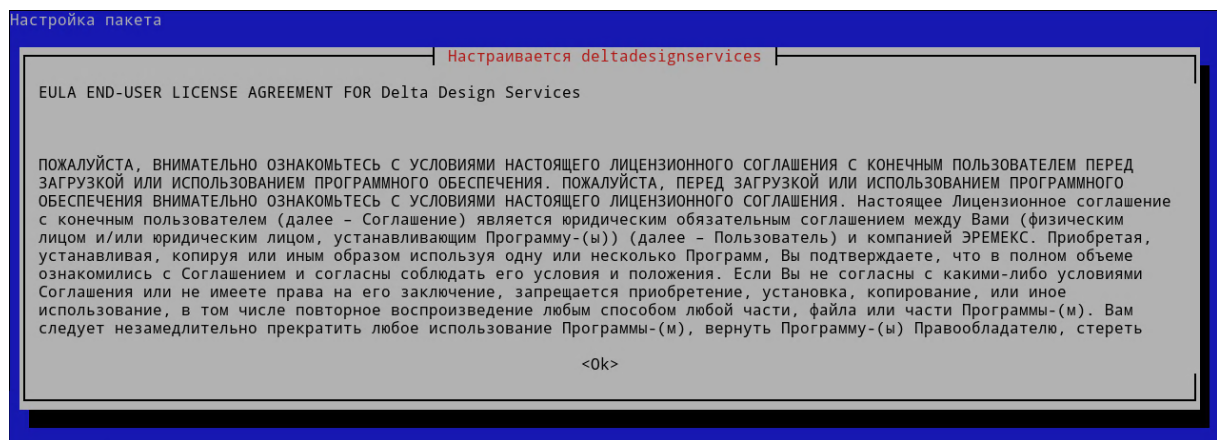 Настройка пакета
Настраивается deltadesignservices
EULA END-USER LICENSE AGREEMENT FOR Delta Design Services
ПОЖАЛУЙСТА, ВНИМАТЕЛЬНО ОЗНАКОМЬТЕСЬ С УСЛОВИЯМИ НАСТОЯЩЕГО ЛИЦЕНЗИОННОГО СОГЛАШЕНИЯ С КОНЕЧНЫМ ПОЛЬЗОВАТЕЛЕМ ПЕРЕД
ЗАГРУЗКОЙ ИЛИ ИСПОЛЬЗОВАНИЕМ ПРОГРАММНОГО ОБЕСПЕЧЕНИЯ. ПОЖАЛУЙСТА, ПЕРЕД ЗАГРУЗКОЙ ИЛИ ИСПОЛЬЗОВАНИЕМ ПРОГРАММНОГО
ОБЕСПЕЧЕНИЯ ВНИМАТЕЛЬНО ОЗНАКОМЬТЕСЬ С УСЛОВИЯМИ НАСТОЯЩЕГО ЛИЦЕНЗИОННОГО СОГЛАШЕНИЯ. Настоящее Лицензионное соглашение
с конечным пользователем (далее – Соглашение) является юридическим обязательным соглашением между Вами (физическим
лицом и/или юридическим лицом, устанавливающим Программу-(ы)) (далее – Пользователь) и компанией ЭРЕМЕКС. Приобретая,
устанавливая, копируя или иным образом используя одну или несколько Программ, Вы подтверждаете, что в полном объеме
ознакомились с Соглашением и согласны соблюдать его условия и положения. Если Вы не согласны с какими-либо условиями
Соглашения или не имеете права на его заключение, запрещается приобретение, установка, копирование, или иное
использование, в том числе повторное воспроизведение любым способом любой части, файла или части Программы-(м). Вам
следует незамедлительно прекратить любое использование Программы-(м), вернуть Программу-(ы) Правообладателю, стереть
<Ok>